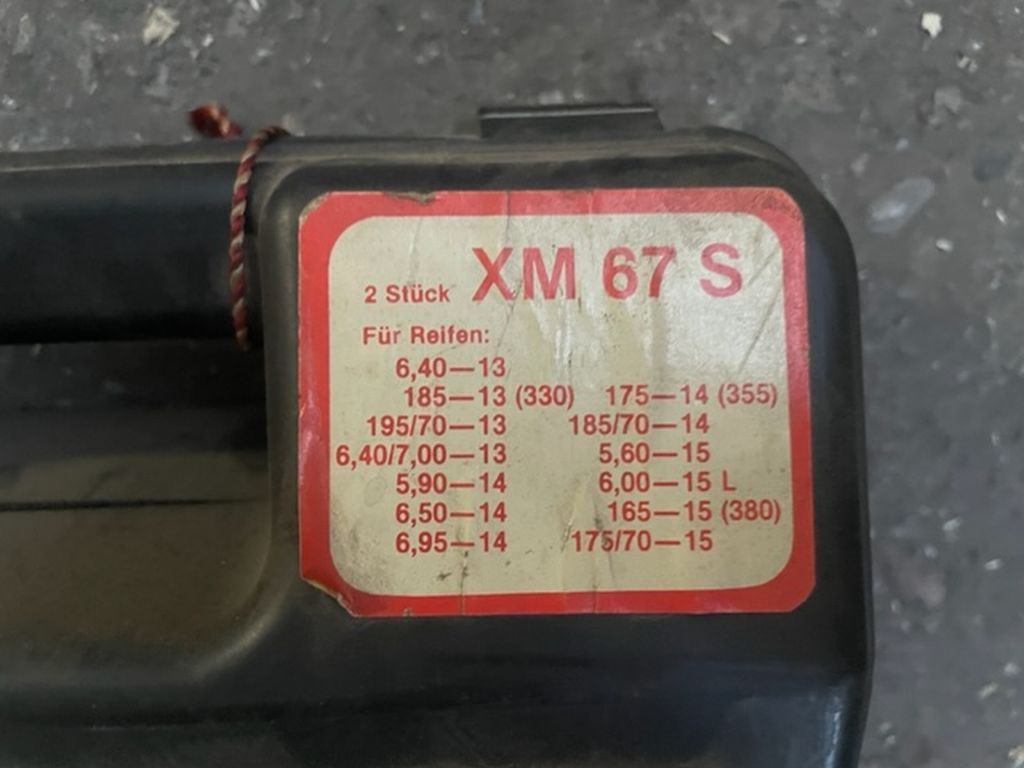 2 Stück XM 67 S
Für Reifen:
6,40—13
185—13 (330) 175—14 (355)
195/70—13 185/70—14
6,40/7,00—13 5,60—15
5,90—14 6,00—15 L
6,50—14 165—15 (380)
6,95—14 175/70—15